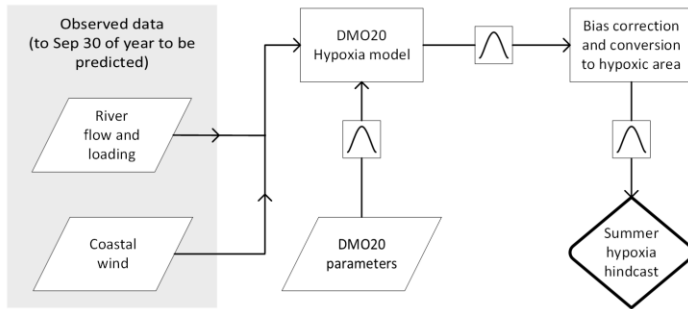 Observed data
(to Sep 30 of year to be
predicted)
River
flow and
loading
Coastal
wind
DMO20
Hypoxia model
DMO20
parameters
Bias correction
and conversion
to hypoxic area
Summer
hypoxia
hindcast